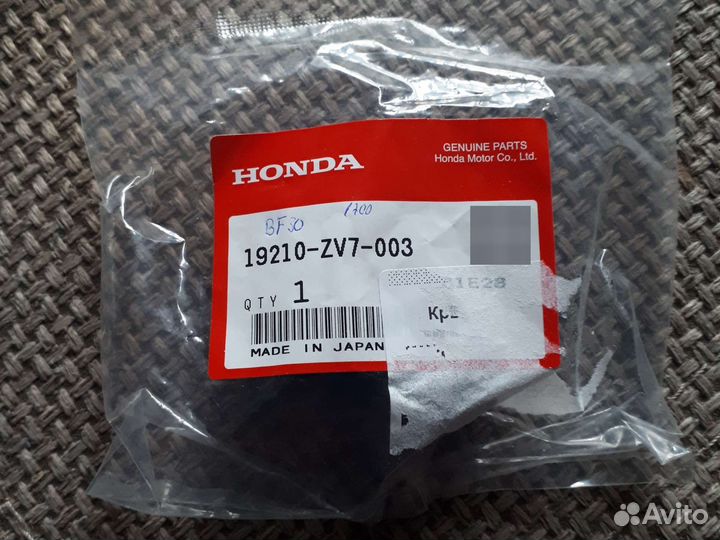 GENUINE PARTS
Honda Motor Co., Ltd.
HONDA
BF30 1700
19210-ZV7-003
QTY 1
MADE IN JAPAN
Avito